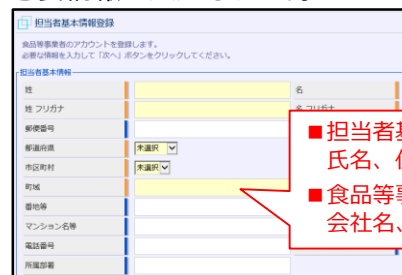 担当者基本情報登録
食品等事業者のアカウントを登録します。
必要な情報を入力して「次へ」ボタンをクリックしてください。
担当者基本情報
姓
名
姓 フリガナ
名 フリガナ
郵便番号
都道府県
未選択
市区町村
未選択
町域
番地等
マンション名等
電話番号
所属部署
■担当者基
氏名、
■食品等事
会社名、